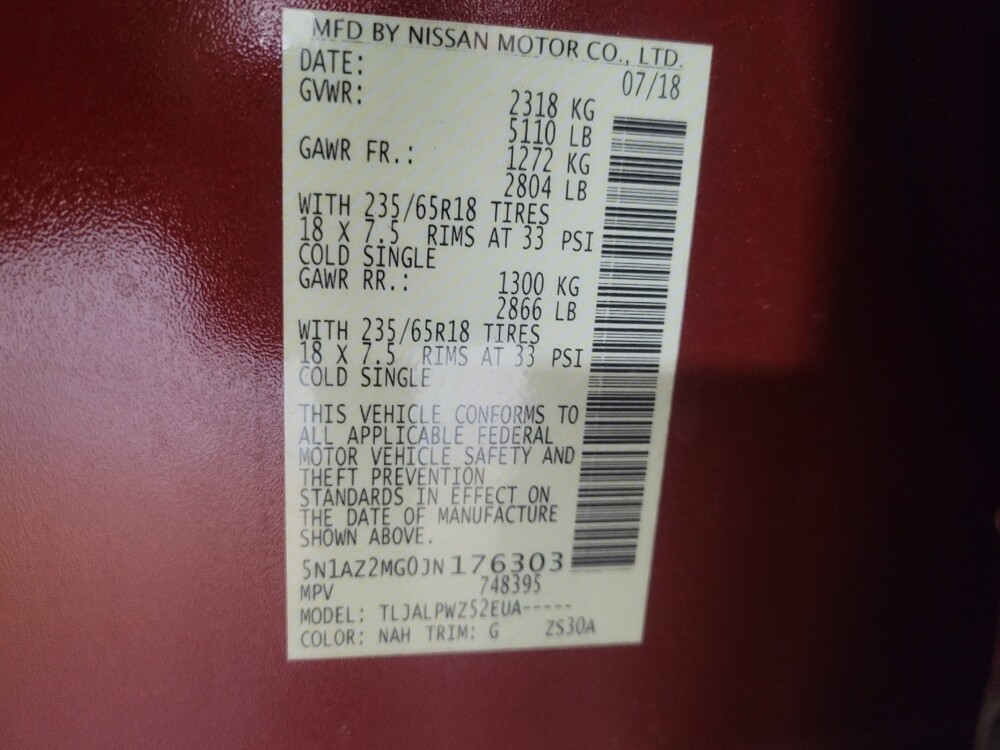 MFD BY NISSAN MOTOR CO., LTD.
DATE: 07/18
GVWR: 2318 KG
5110 LB
GAWR FR.: 1272 KG
2804 LB
WITH 235/65R18 TIRES
18 X 7.5 RIMS AT 33 PSI
COLD SINGLE
GAWR RR.: 1300 KG
2866 LB
WITH 235/65R18 TIRES
18 X 7.5 RIMS AT 33 PSI
COLD SINGLE
THIS VEHICLE CONFORMS TO
ALL APPLICABLE FEDERAL
MOTOR VEHICLE SAFETY AND
THEFT PREVENTION
STANDARDS IN EFFECT ON
THE DATE OF MANUFACTURE
SHOWN ABOVE.
5N1AZ2MG0JN176303
MPV 748395
MODEL: TLJALPWZ52EUA-----
COLOR: NAH TRIM: G ZS30A